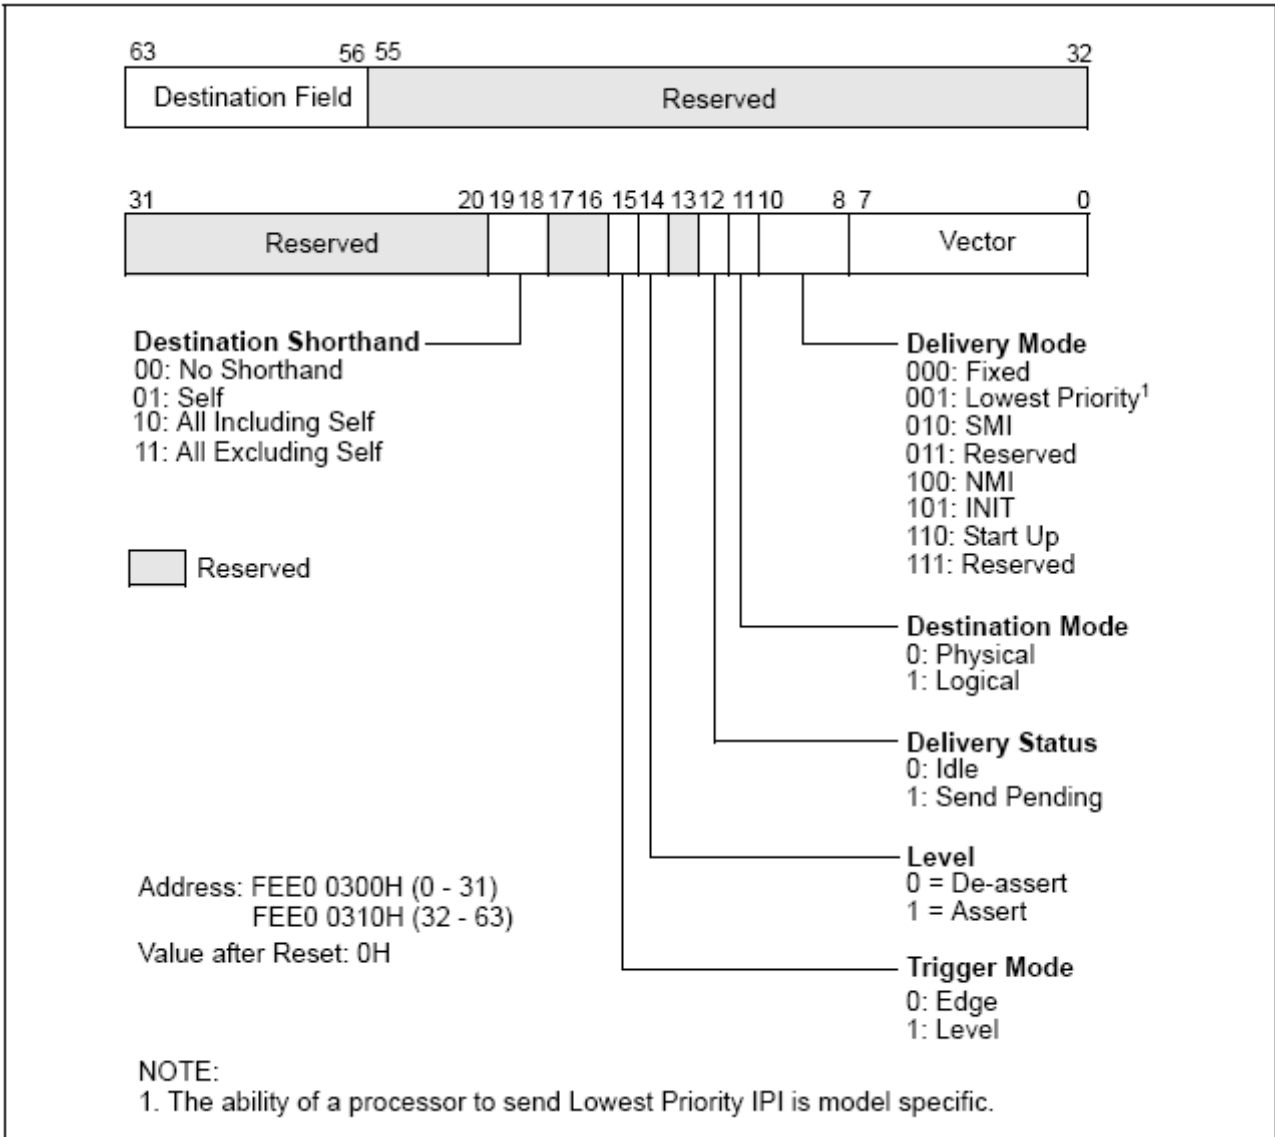 63 56 55 32
Destination Field Reserved
31 20 19 18 17 16 15 14 13 12 11 10 8 7 0
Reserved Vector
Destination Shorthand
00: No Shorthand
01: Self
10: All Including Self
11: All Excluding Self
Reserved
Delivery Mode
000: Fixed
001: Lowest Priority¹
010: SMI
011: Reserved
100: NMI
101: INIT
110: Start Up
111: Reserved
Destination Mode
0: Physical
1: Logical
Delivery Status
0: Idle
1: Send Pending
Level
0 = De-assert
1 = Assert
Trigger Mode
0: Edge
1: Level
Address: FEE0 0300H (0 - 31)
FEE0 0310H (32 - 63)
Value after Reset: 0H
NOTE:
1. The ability of a processor to send Lowest Priority IPI is model specific.